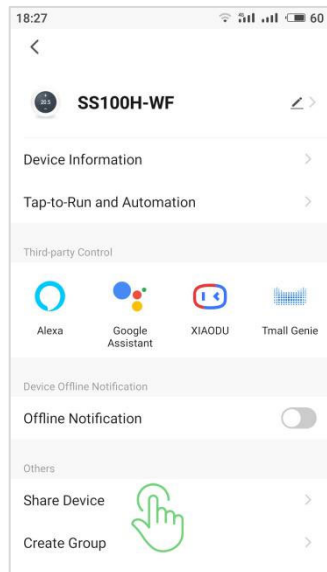 18:27
60
SS100H-WF
Device Information
Tap-to-Run and Automation
Third-party Control
Alexa
Google
Assistant
XIAODU
Tmall Genie
Device Offline Notification
Offline Notification
Others
Share Device
Create Group